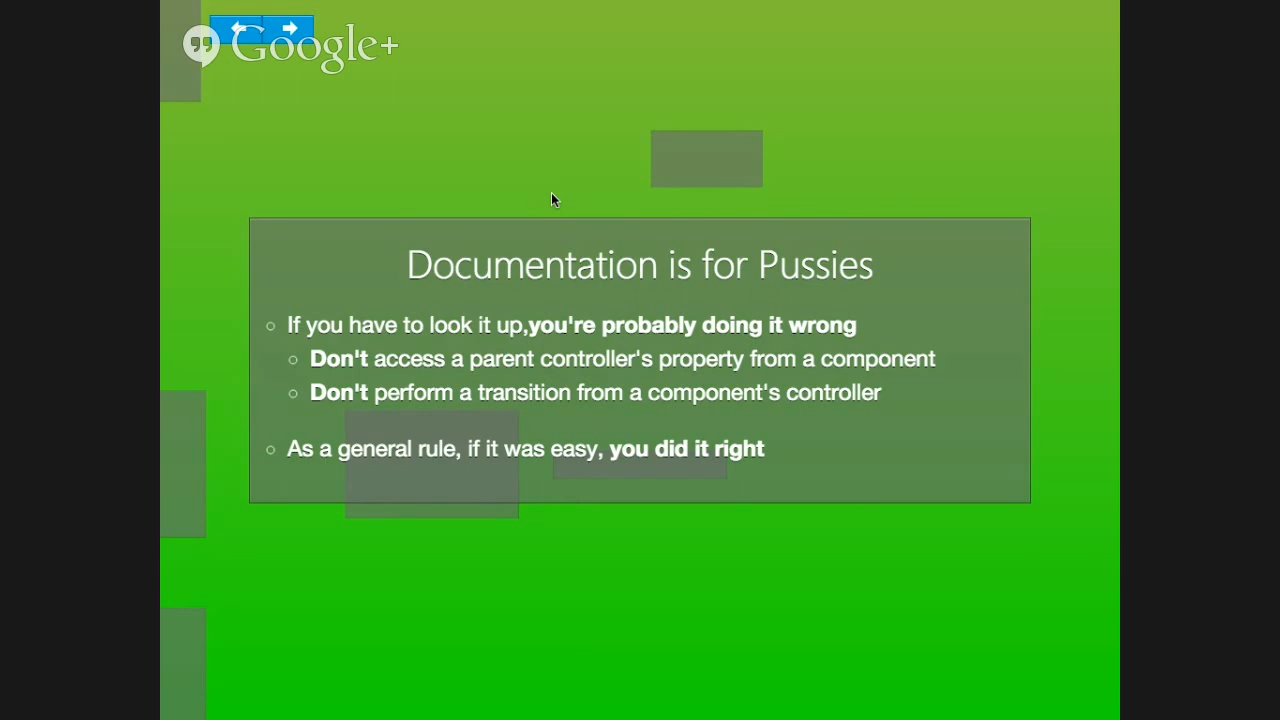 Google+
Documentation is for Pussies
If you have to look it up,you're probably doing it wrong
Don't access a parent controller's property from a component
Don't perform a transition from a component's controller
As a general rule, if it was easy, you did it right